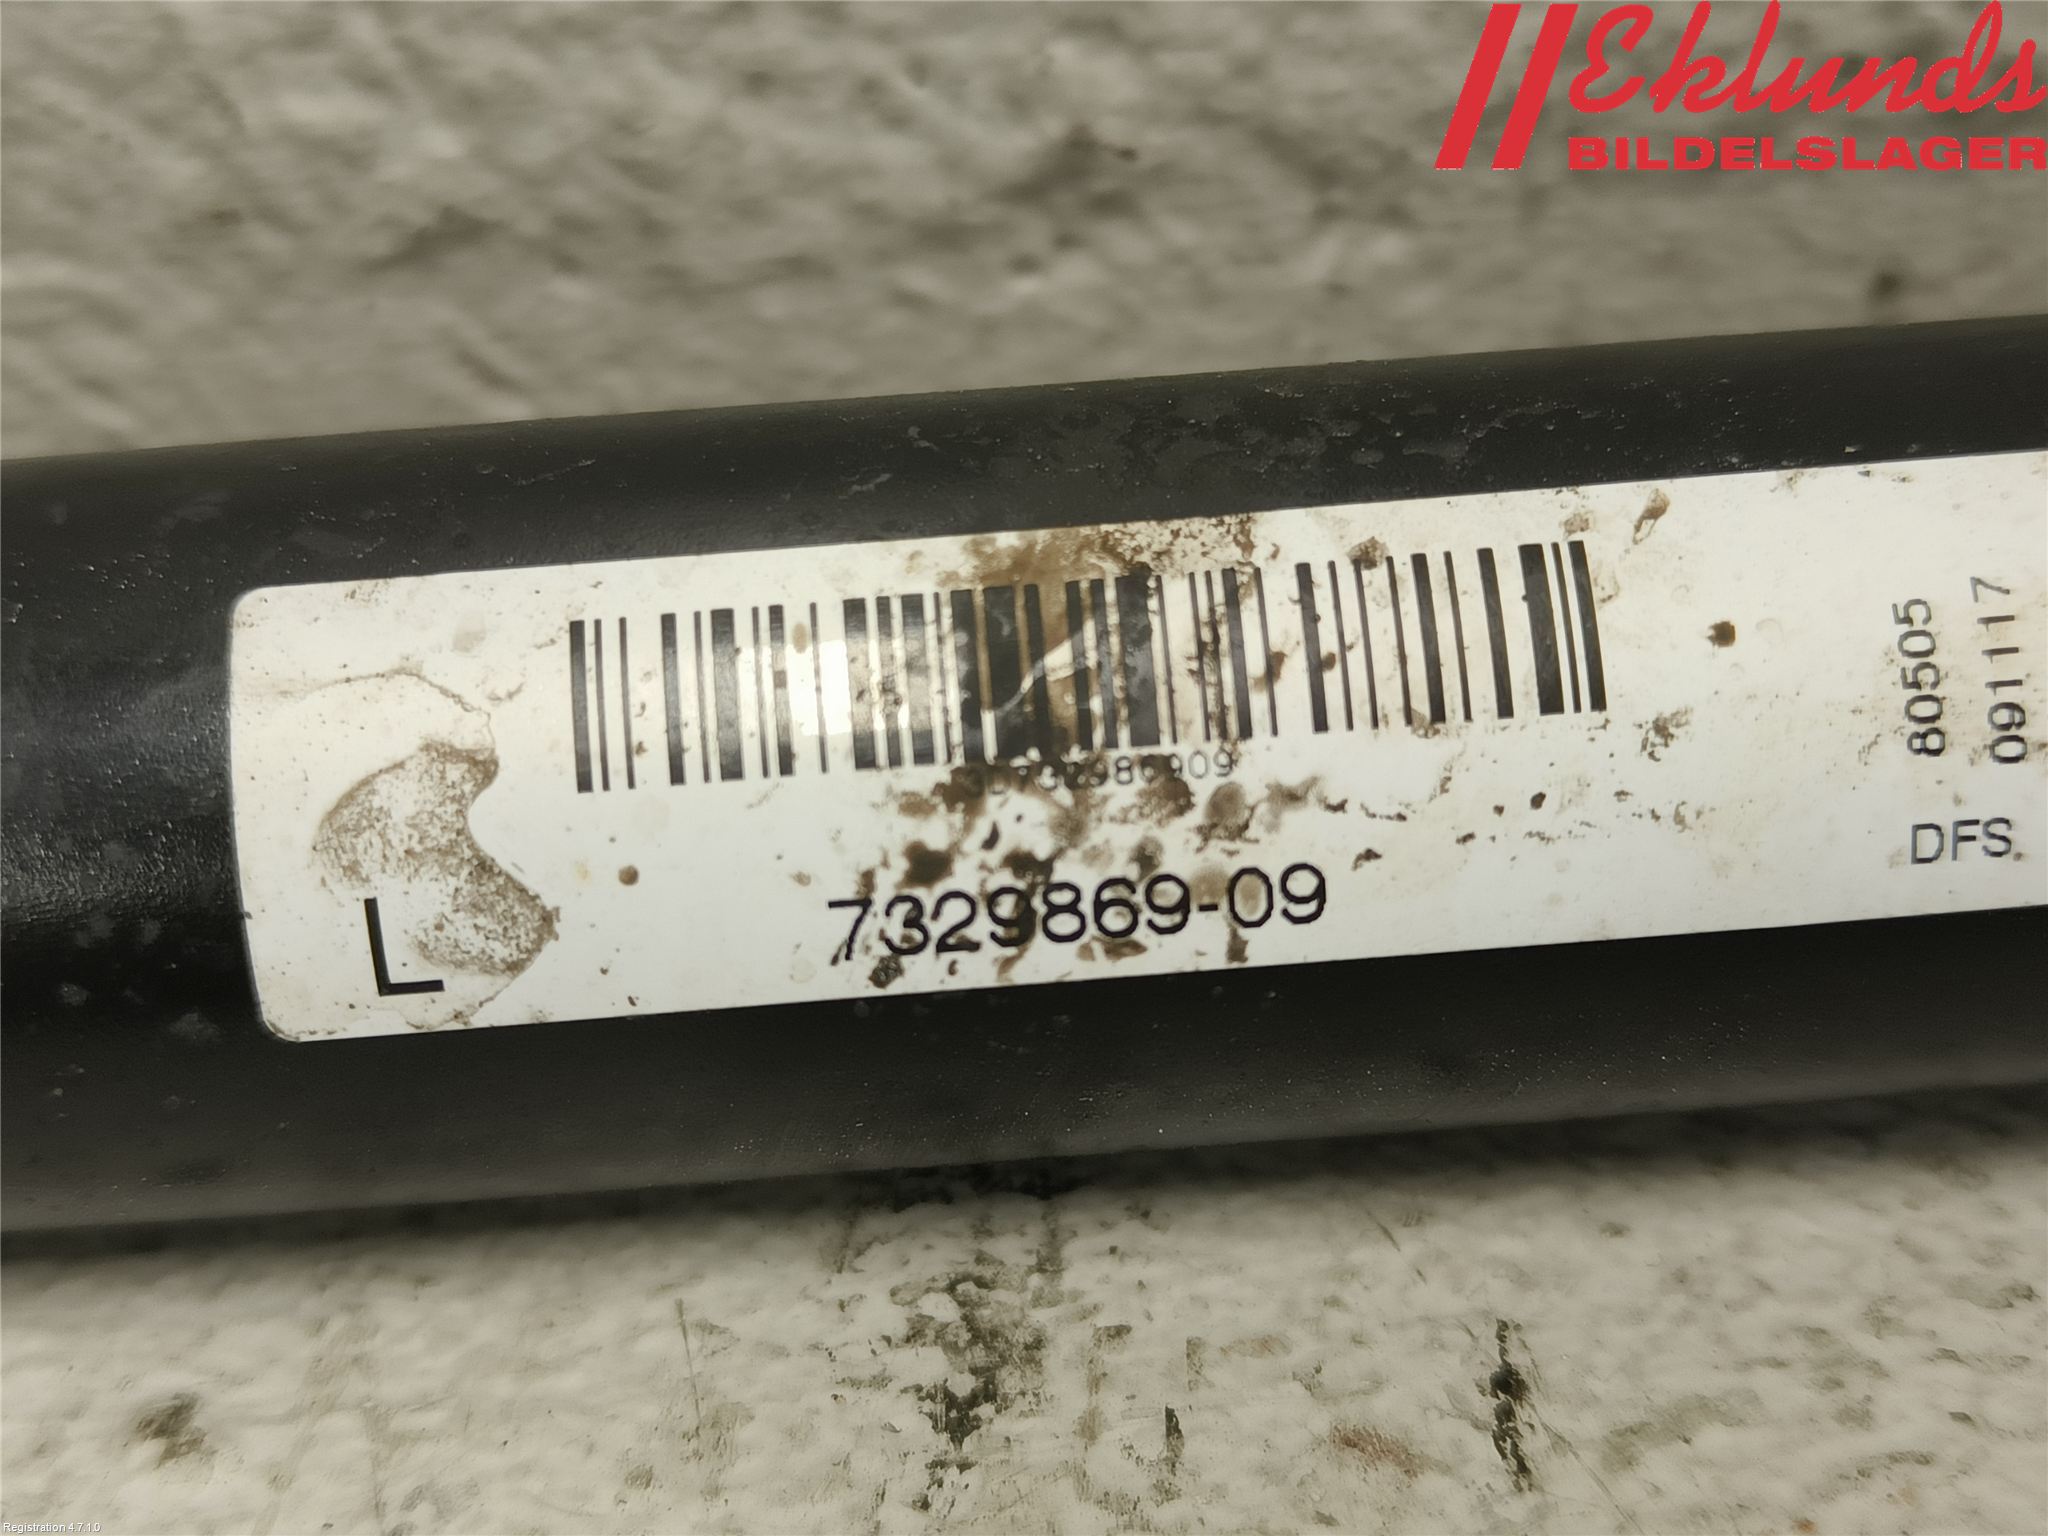 Eklunds
BILDELSLAGER
80505
091117
DFS.
7329869-09
L
Registration 4.7.1.0